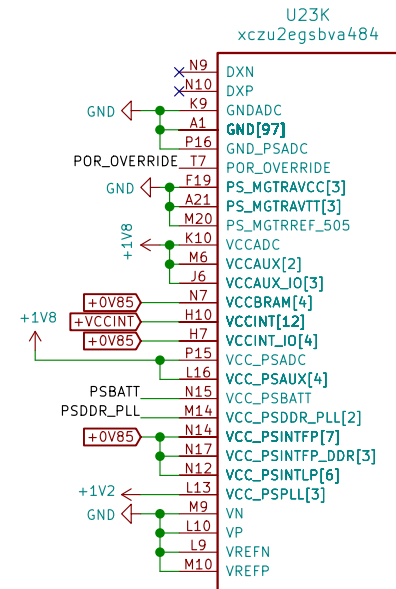 U23K
xczu2egsbva484
N9 DXN
N10 DXP
GND K9 GNDADC
A1 GND[97]
P16 GND_PSADC
POR_OVERRIDE T7 POR_OVERRIDE
GND F19 PS_MGTRAVCC[3]
A21 PS_MGTRAVTT[3]
M20 PS_MGTRREF_505
+1V8 K10 VCCADC
M6 VCCAUX[2]
J6 VCCAUX_IO[3]
+0V85 N7 VCCBRAM[4]
+VCCINT H10 VCCINT[12]
+0V85 H7 VCCINT_IO[4]
+1V8 P15 VCC_PSADC
L16 VCC_PSAUX[4]
PSBATT N15 VCC_PSBATT
PSDDR_PLL M14 VCC_PSDDR_PLL[2]
+0V85 N14 VCC_PSINTFP[7]
N17 VCC_PSINTFP_DDR[3]
N12 VCC_PSINTLP[6]
+1V2 L13 VCC_PSPLL[3]
GND M9 VN
L10 VP
L9 VREFN
M10 VREFP